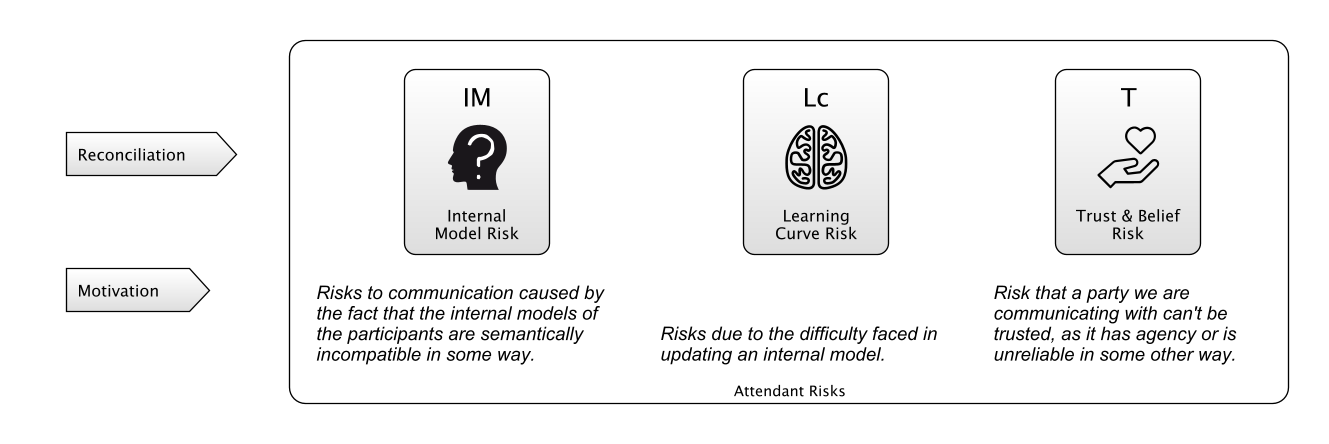 Reconciliation
Motivation
IM
Internal
Model Risk
Risks to communication caused by
the fact that the internal models of
the participants are semantically
incompatible in some way.
Lc
Learning
Curve Risk
Risks due to the difficulty faced in
updating an internal model.
T
Trust & Belief
Risk
Risk that a party we are
communicating with can't be
trusted, as it has agency or is
unreliable in some other way.
Attendant Risks